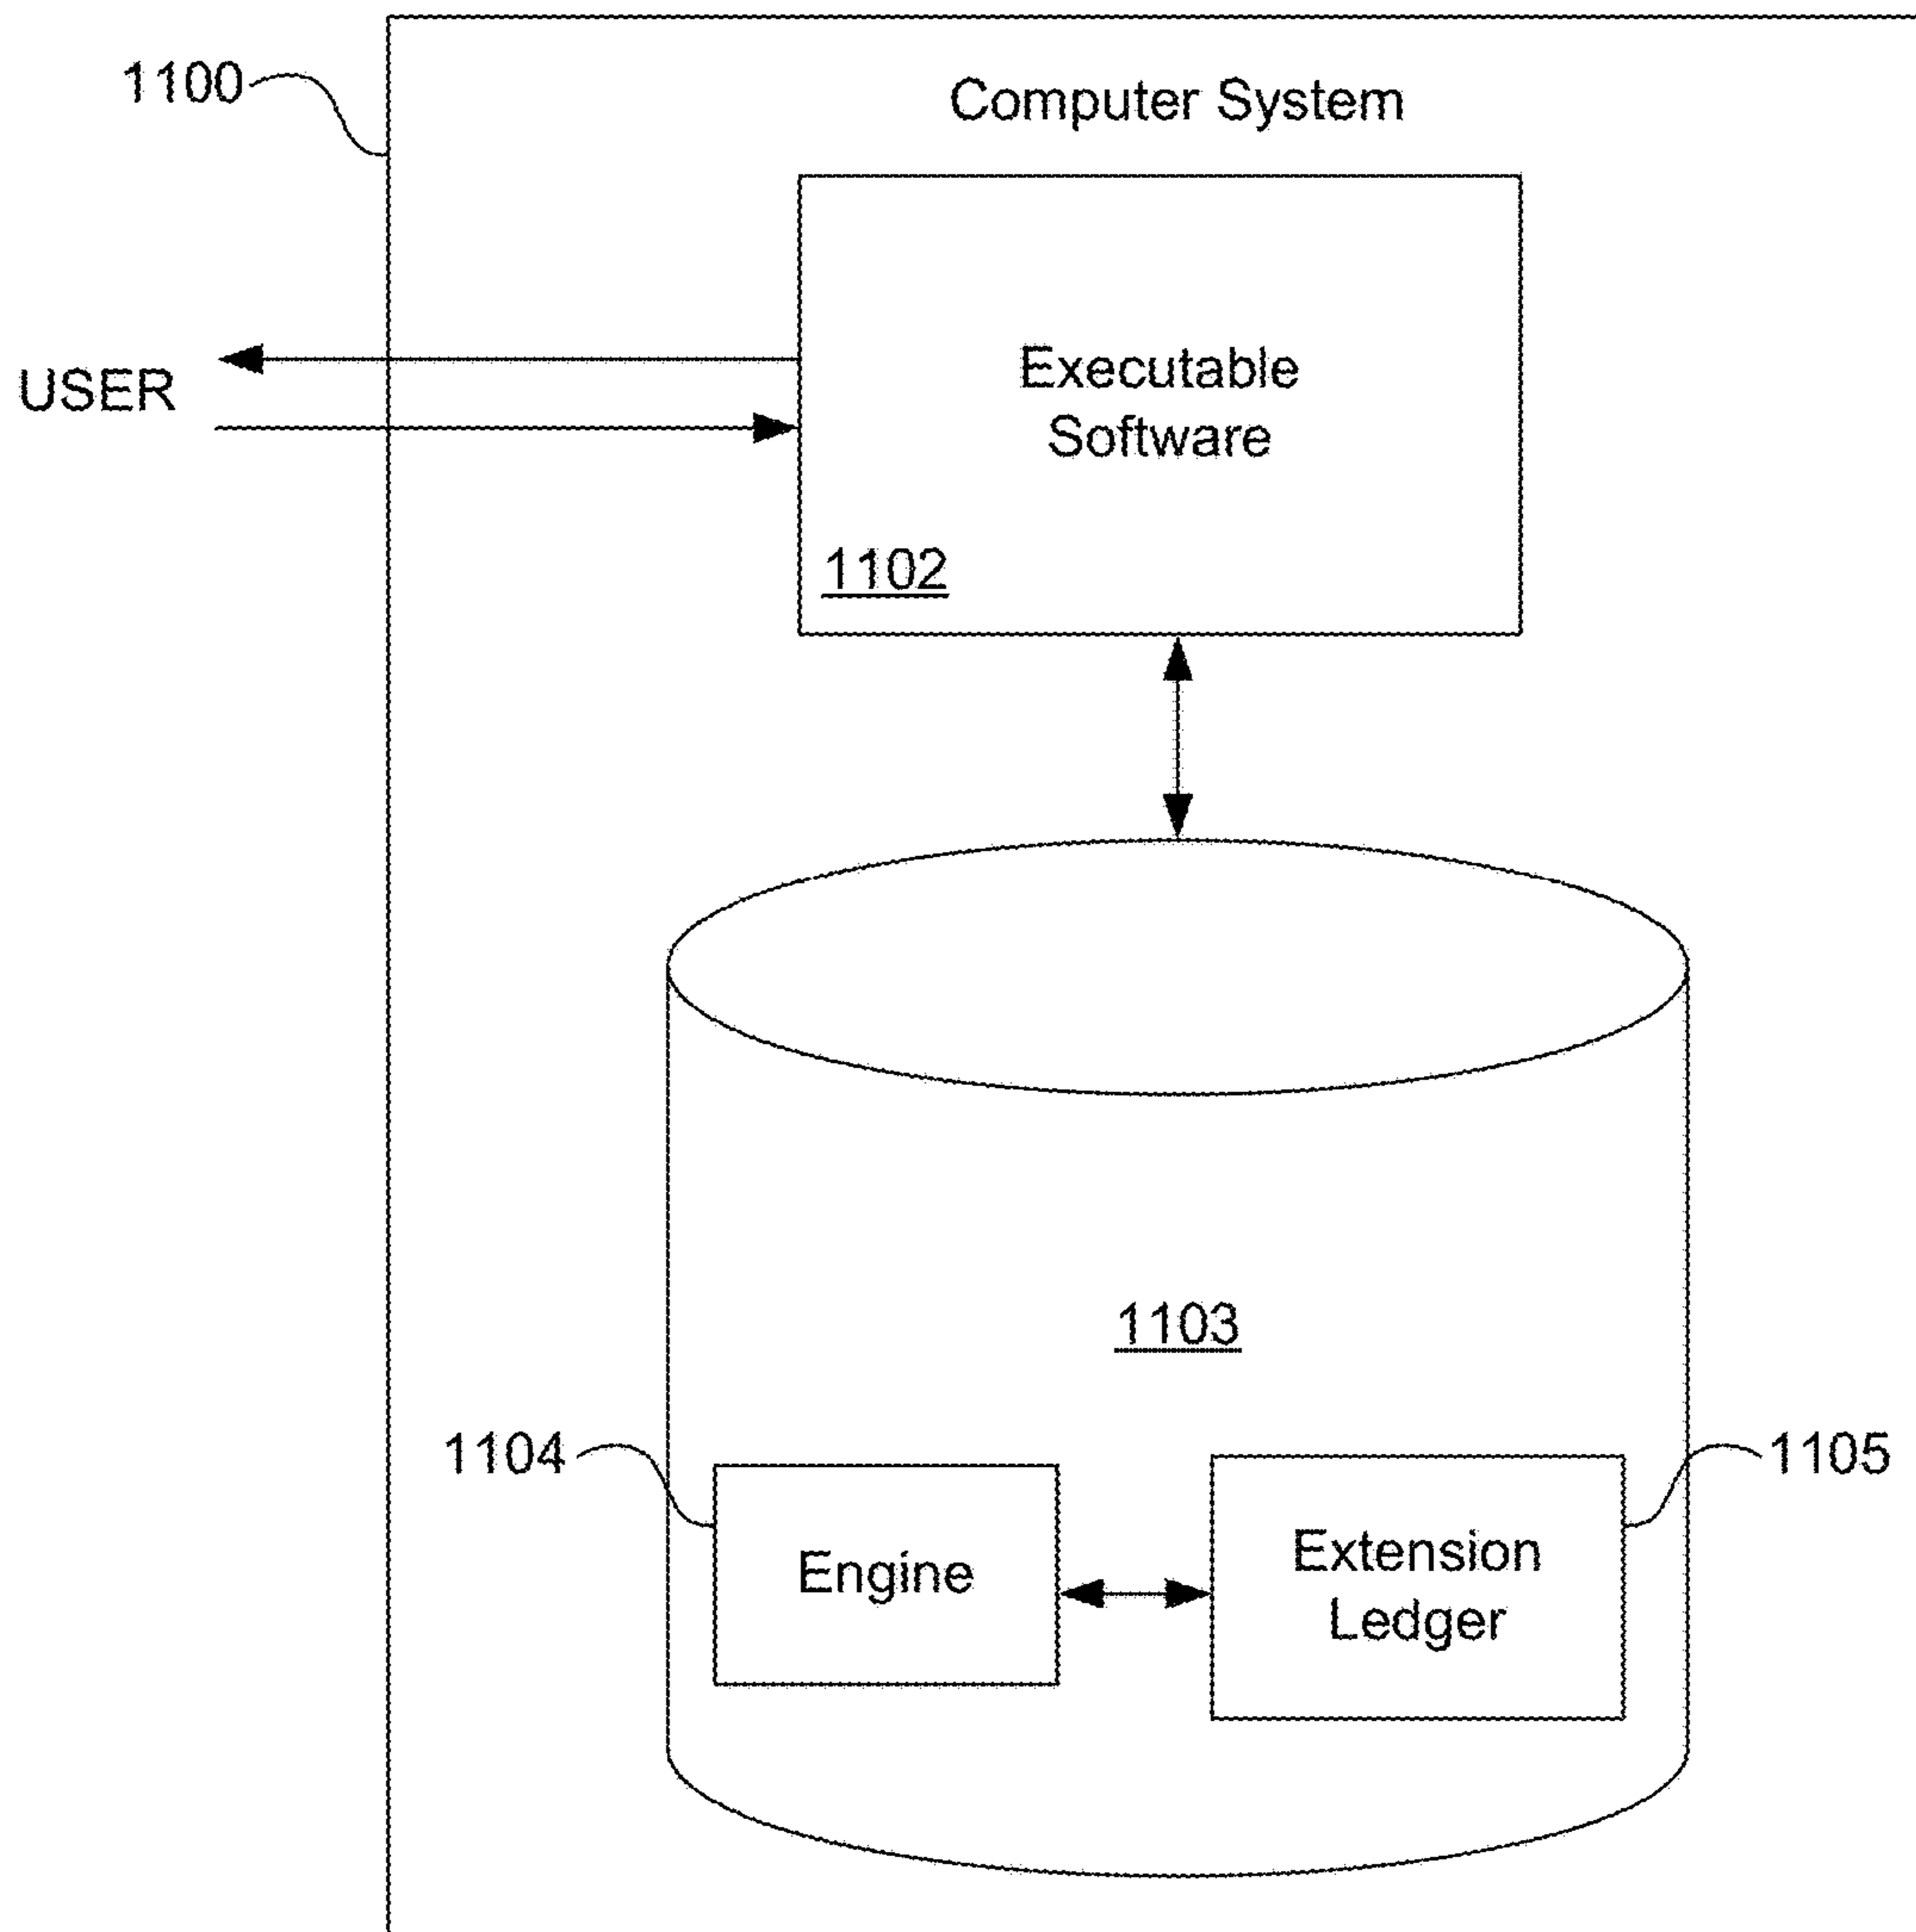 1100
Computer System
USER
Executable
Software
1102
1103
1104
1105
Engine
Extension
Ledger